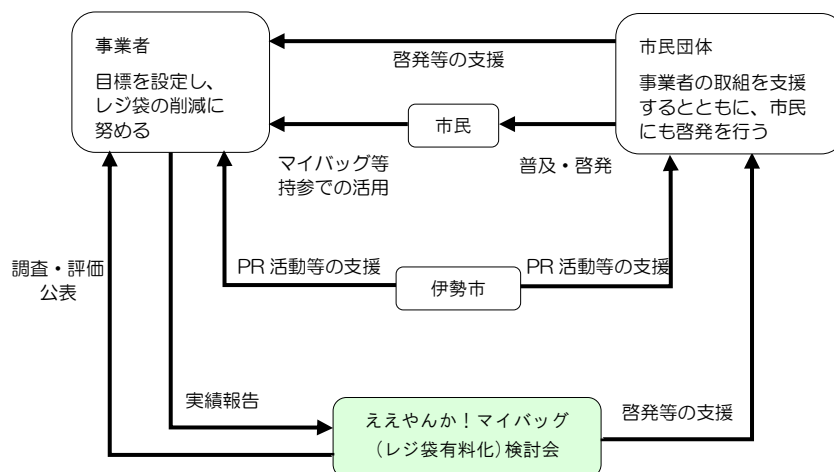 事業者
目標を設定し、
レジ袋の削減に
努める
啓発等の支援
市民団体
事業者の取組を支援
するとともに、市民
にも啓発を行う
市民
マイバッグ等
持参での活用
普及・啓発
調査・評価
公表
PR 活動等の支援
伊勢市
PR 活動等の支援
実績報告
ええやんか！マイバッグ
（レジ袋有料化）検討会
啓発等の支援